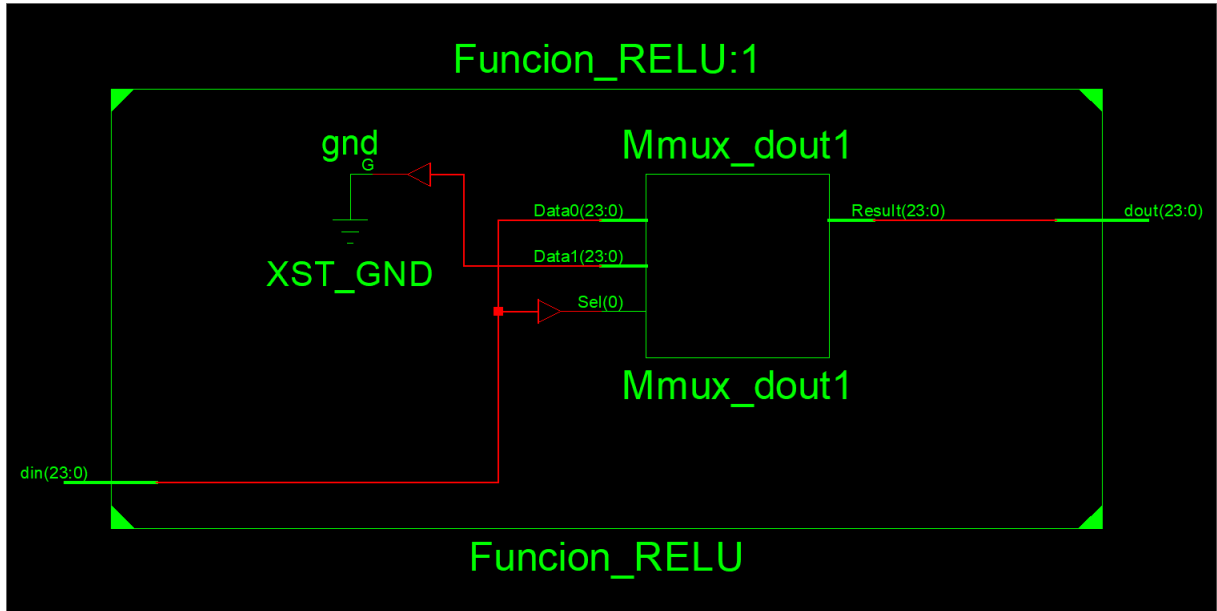 Funcion_RELU:1
gnd
G
XST_GND
Mmux_dout1
Data0(23:0)
Data1(23:0)
Sel(0)
Result(23:0)
dout(23:0)
Mmux_dout1
din(23:0)
Funcion_RELU